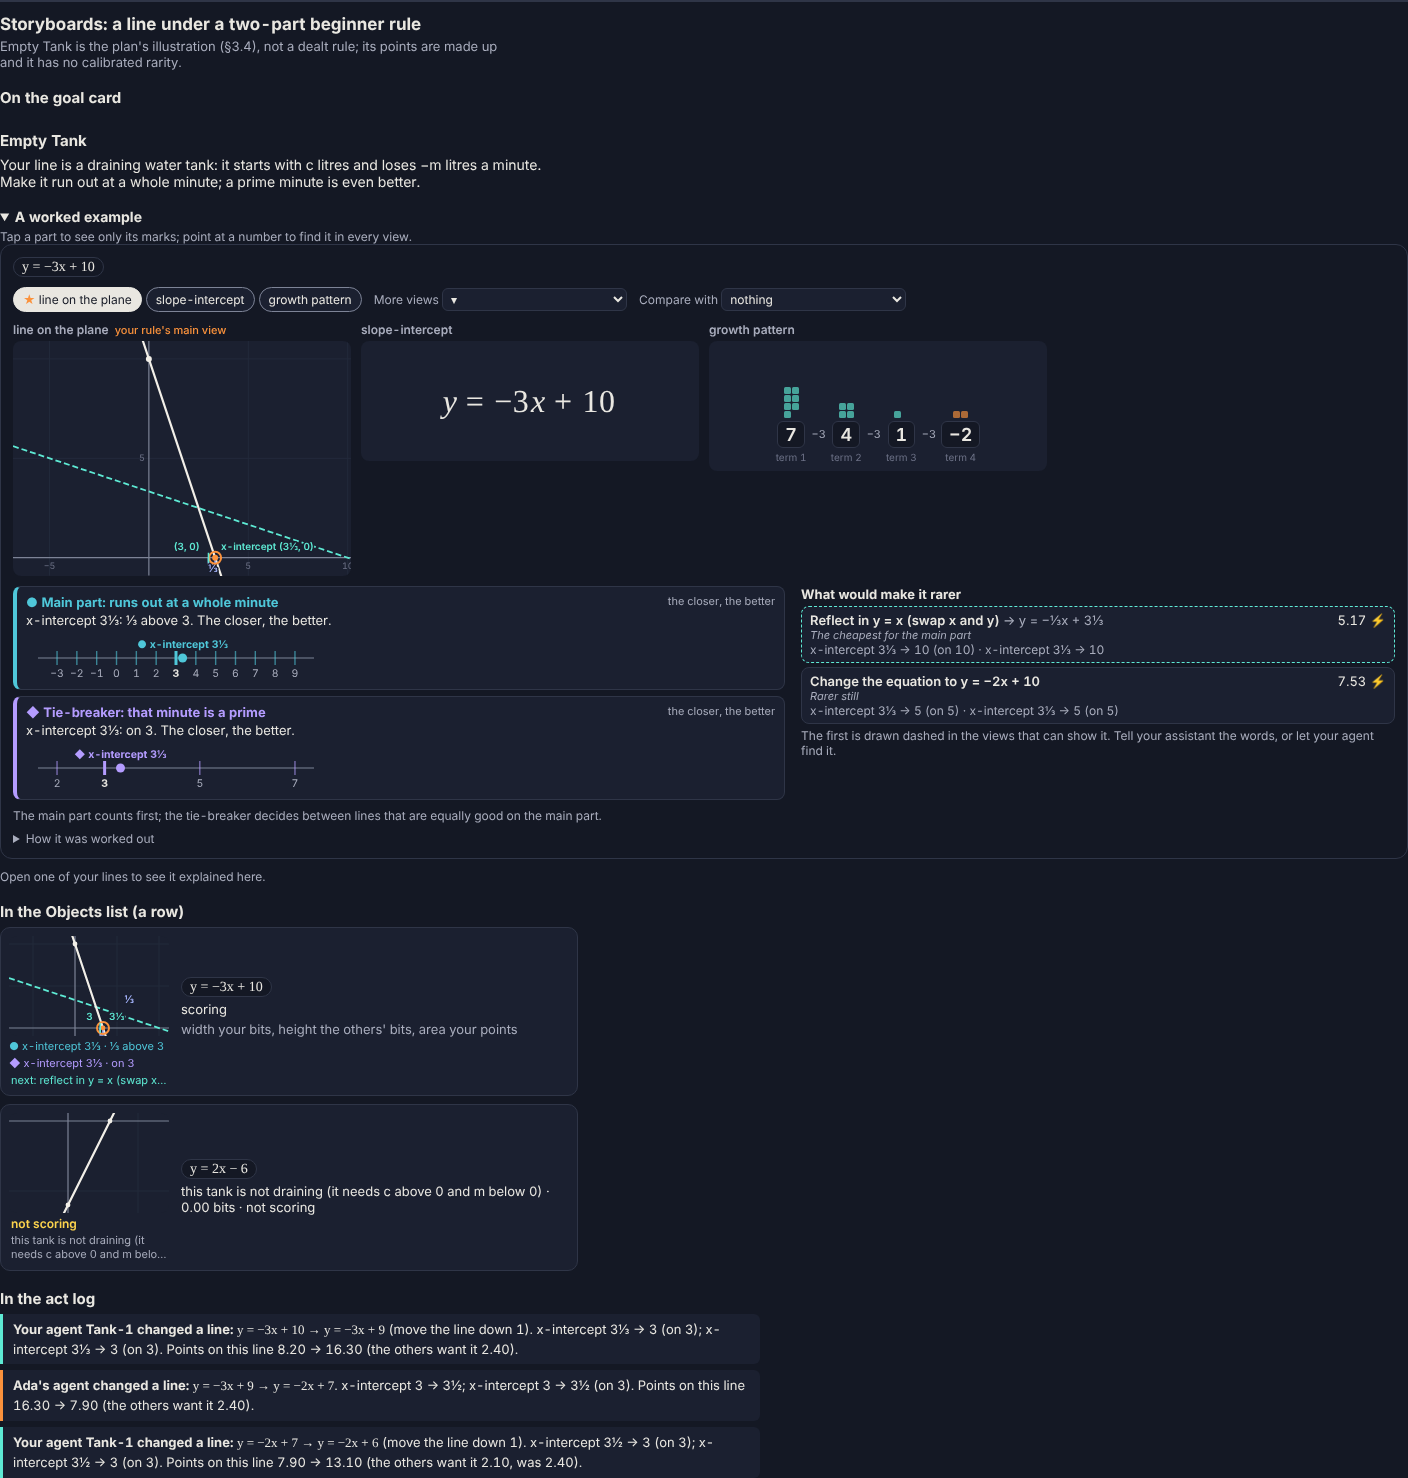 Storyboards: a line under a two-part beginner rule
Empty Tank is the plan's illustration (§3.4), not a dealt rule; its points are made up
and it has no calibrated rarity.
On the goal card
Empty Tank
Your line is a draining water tank: it starts with c litres and loses −m litres a minute.
Make it run out at a whole minute; a prime minute is even better.
▼ A worked example
Tap a part to see only its marks; point at a number to find it in every view.
y = −3x + 10
★ line on the plane
slope-intercept
growth pattern
More views ▾
Compare with nothing
line on the plane your rule's main view
slope-intercept
growth pattern
5
(3, 0)
x-intercept (3⅓, 0)
−5
⅓
5
10
y = −3x + 10
7 −3 4 −3 1 −3 −2
term 1 term 2 term 3 term 4
● Main part: runs out at a whole minute
the closer, the better
x-intercept 3⅓: ⅓ above 3. The closer, the better.
● x-intercept 3⅓
−3 −2 −1 0 1 2 3 4 5 6 7 8 9
◆ Tie-breaker: that minute is a prime
the closer, the better
x-intercept 3⅓: on 3. The closer, the better.
◆ x-intercept 3⅓
2 3 5 7
What would make it rarer
Reflect in y = x (swap x and y) → y = −⅓x + 3⅓
5.17 ⚡
The cheapest for the main part
x-intercept 3⅓ → 10 (on 10) · x-intercept 3⅓ → 10
Change the equation to y = −2x + 10
7.53 ⚡
Rarer still
x-intercept 3⅓ → 5 (on 5) · x-intercept 3⅓ → 5 (on 5)
The first is drawn dashed in the views that can show it. Tell your assistant the words, or let your agent
find it.
The main part counts first; the tie-breaker decides between lines that are equally good on the main part.
▶ How it was worked out
Open one of your lines to see it explained here.
In the Objects list (a row)
⅓
3 3⅓
● x-intercept 3⅓ · ⅓ above 3
◆ x-intercept 3⅓ · on 3
next: reflect in y = x (swap x...
y = −3x + 10
scoring
width your bits, height the others' bits, area your points
not scoring
this tank is not draining (it
needs c above 0 and m belo...
y = 2x − 6
this tank is not draining (it needs c above 0 and m below 0) ·
0.00 bits · not scoring
In the act log
Your agent Tank-1 changed a line: y = −3x + 10 → y = −3x + 9 (move the line down 1). x-intercept 3⅓ → 3 (on 3); x-
intercept 3⅓ → 3 (on 3). Points on this line 8.20 → 16.30 (the others want it 2.40).
Ada's agent changed a line: y = −3x + 9 → y = −2x + 7. x-intercept 3 → 3½; x-intercept 3 → 3½ (on 3). Points on this line
16.30 → 7.90 (the others want it 2.40).
Your agent Tank-1 changed a line: y = −2x + 7 → y = −2x + 6 (move the line down 1). x-intercept 3½ → 3 (on 3); x-
intercept 3½ → 3 (on 3). Points on this line 7.90 → 13.10 (the others want it 2.10, was 2.40).